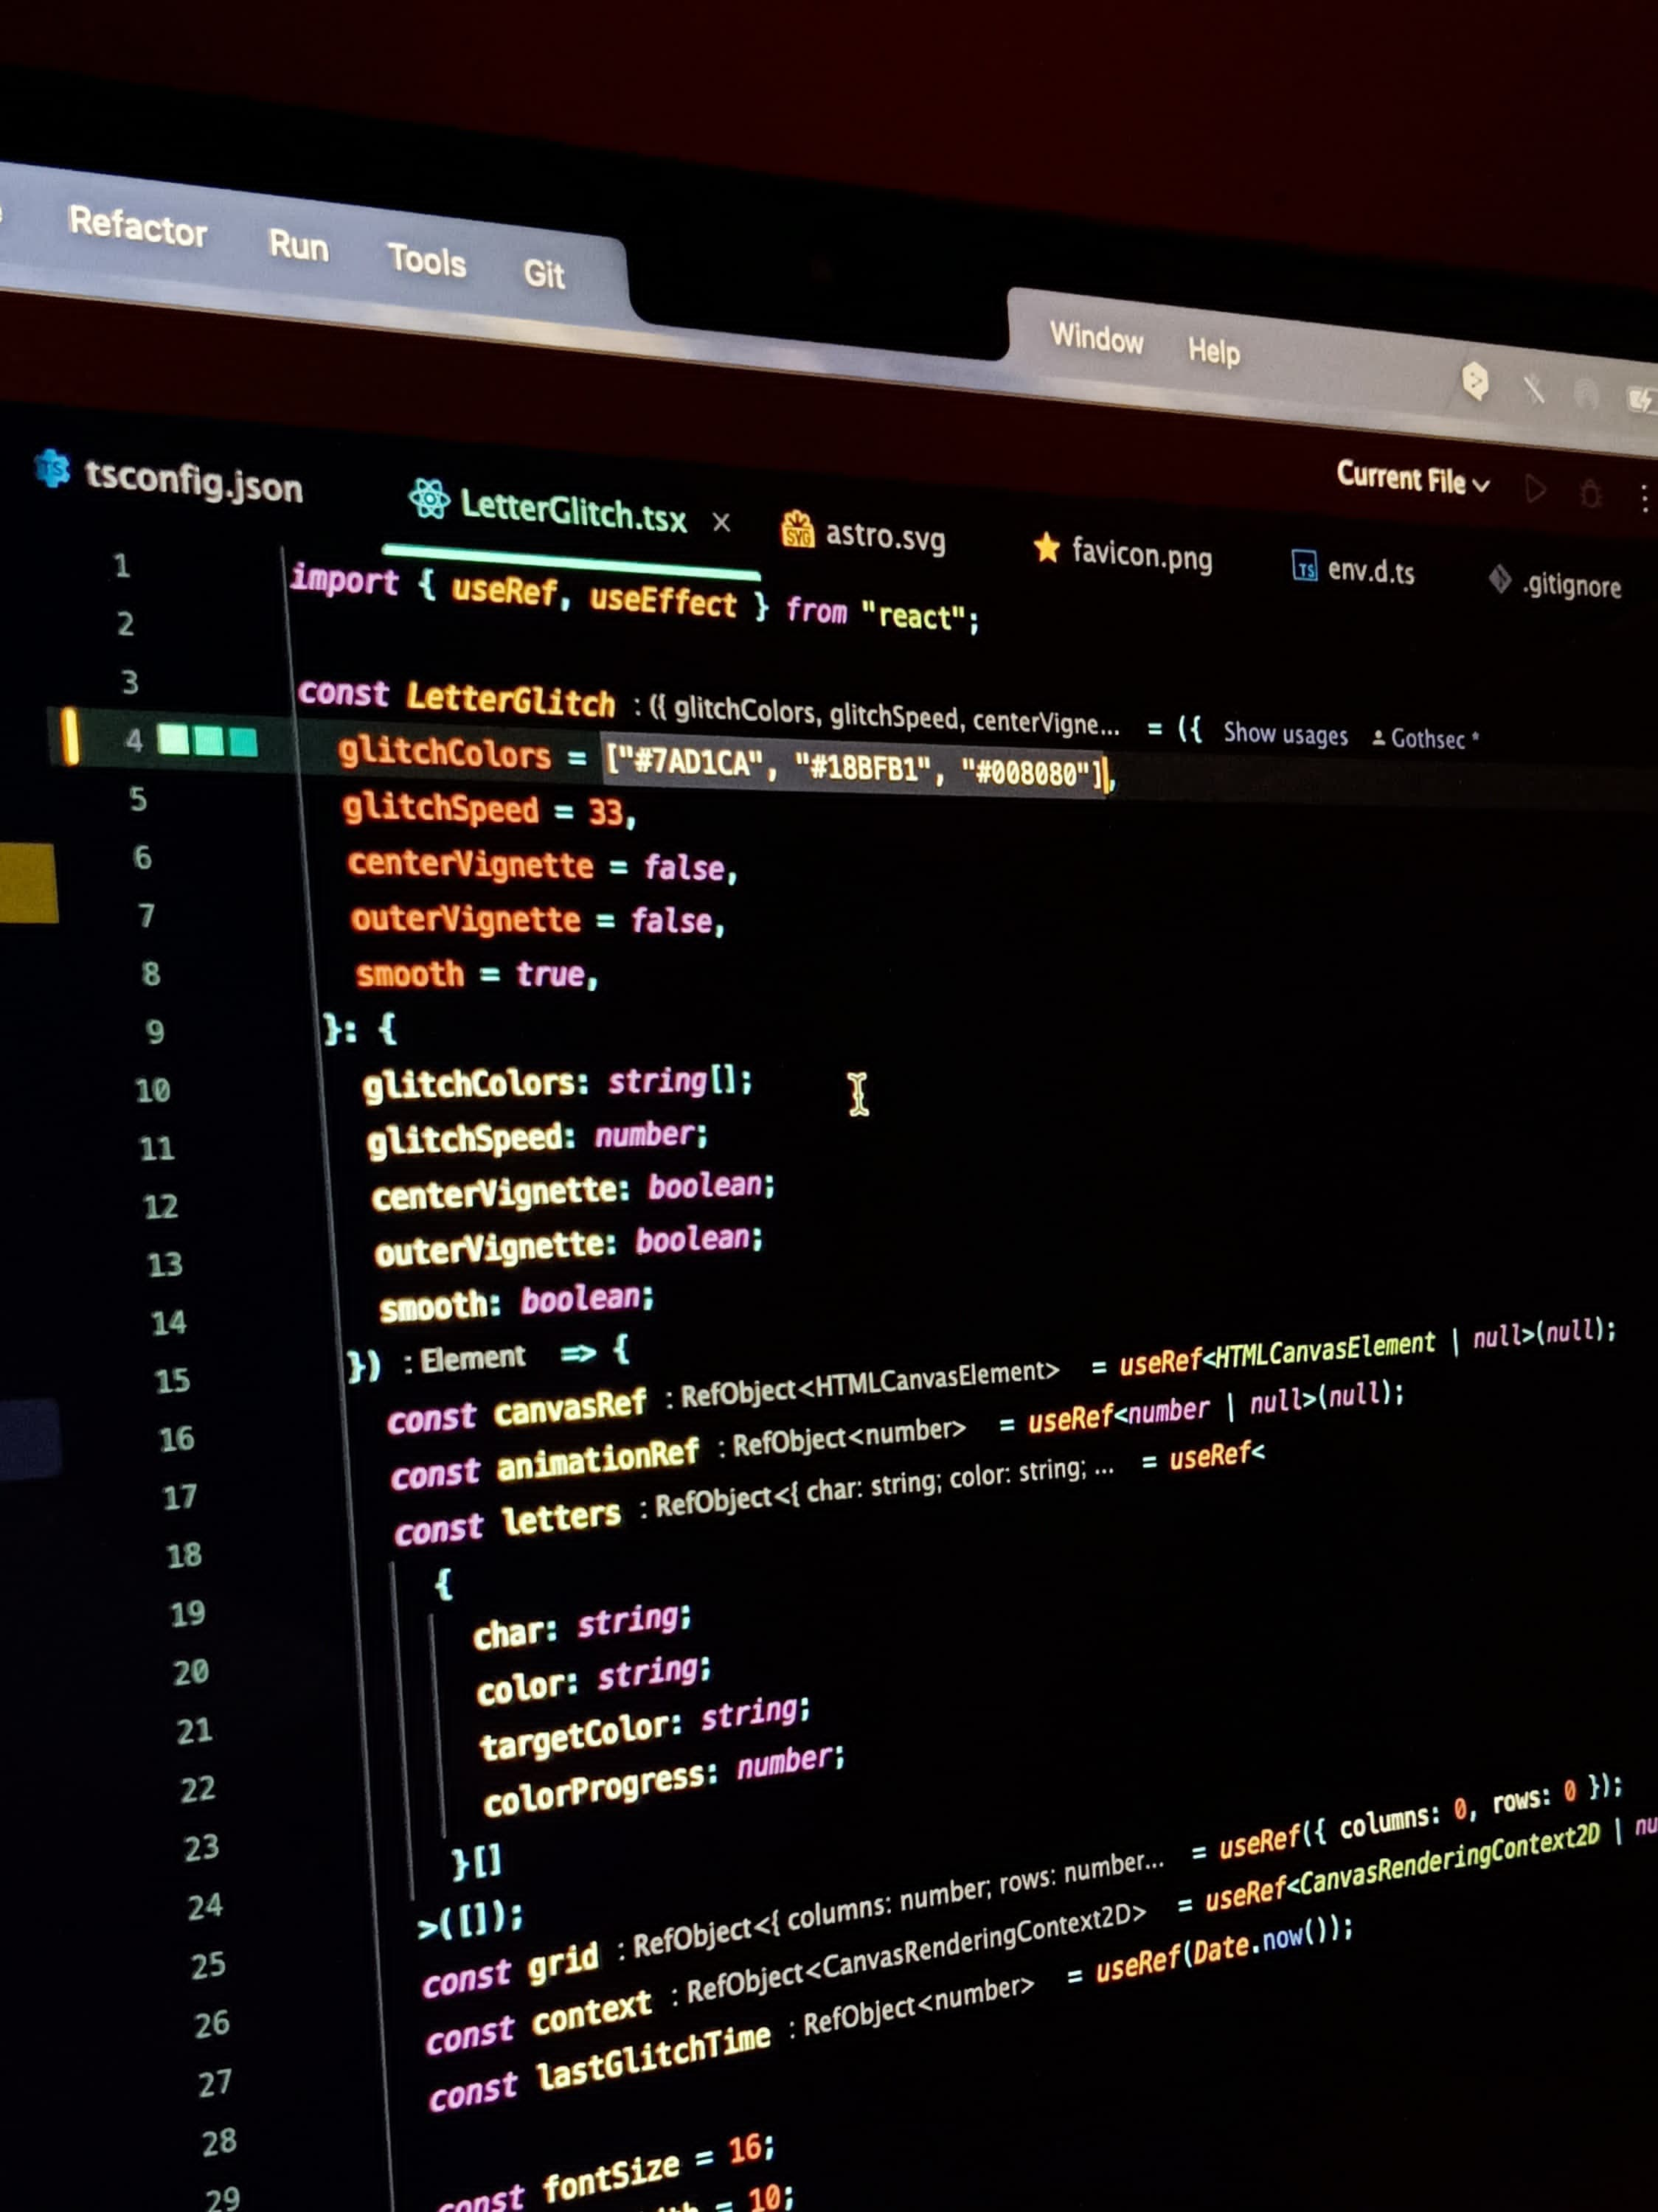 Refactor Run Tools Git Window Help
Current File
tsconfig.json LetterGlitch.tsx × astro.svg favicon.png env.d.ts .gitignore
1 import { useRef, useEffect } from "react";
2
3 const LetterGlitch : ({ glitchColors, glitchSpeed, centerVigne... = ({ Show usages Gothsec *
4 glitchColors = ["#7AD1CA", "#18BFB1", "#008080"],
5 glitchSpeed = 33,
6 centerVignette = false,
7 outerVignette = false,
8 smooth = true,
9 }: {
10 glitchColors: string[];
11 glitchSpeed: number;
12 centerVignette: boolean;
13 outerVignette: boolean;
14 smooth: boolean;
15 }) : Element => {
16 const canvasRef : RefObject<HTMLCanvasElement> = useRef<HTMLCanvasElement | null>(null);
17 const animationRef : RefObject<number> = useRef<number | null>(null);
18 const letters : RefObject<{ char: string; color: string; ... = useRef<
19 {
20 char: string;
21 color: string;
22 targetColor: string;
23 colorProgress: number;
24 }[]
25 >([]);
26 const grid : RefObject<{ columns: number; rows: number... = useRef({ columns: 0, rows: 0 });
27 const context : RefObject<CanvasRenderingContext2D> = useRef<CanvasRenderingContext2D | nu
28 const lastGlitchTime : RefObject<number> = useRef(Date.now());
29
const fontSize = 16;
= 10;